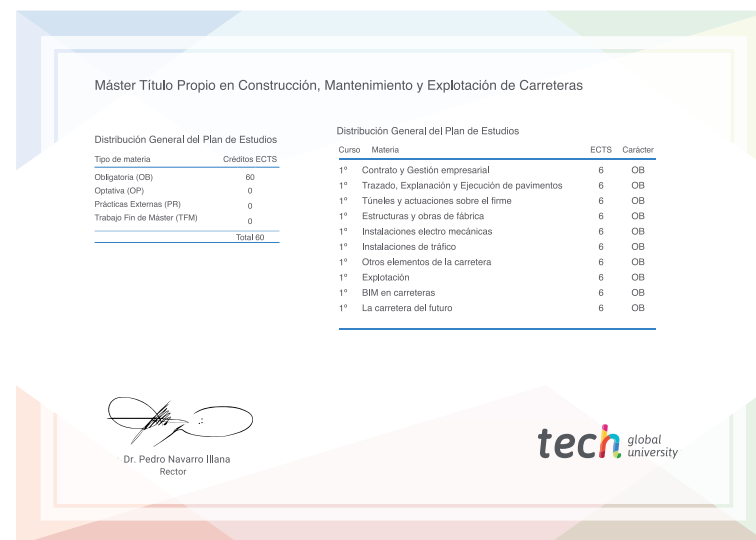 Máster Título Propio en Construcción, Mantenimiento y Explotación de Carreteras
Distribución General del Plan de Estudios
Tipo de materia Créditos ECTS
Obligatoria (OB) 60
Optativa (OP) 0
Prácticas Externas (PR) 0
Trabajo Fin de Máster (TFM) 0
Total 60
Distribución General del Plan de Estudios
Curso Materia ECTS Carácter
1º Contrato y Gestión empresarial 6 OB
1º Trazado, Explanación y Ejecución de pavimentos 6 OB
1º Túneles y actuaciones sobre el firme 6 OB
1º Estructuras y obras de fábrica 6 OB
1º Instalaciones electro mecánicas 6 OB
1º Instalaciones de tráfico 6 OB
1º Otros elementos de la carretera 6 OB
1º Explotación 6 OB
1º BIM en carreteras 6 OB
1º La carretera del futuro 6 OB
Dr. Pedro Navarro Illana
Rector
tech global
university